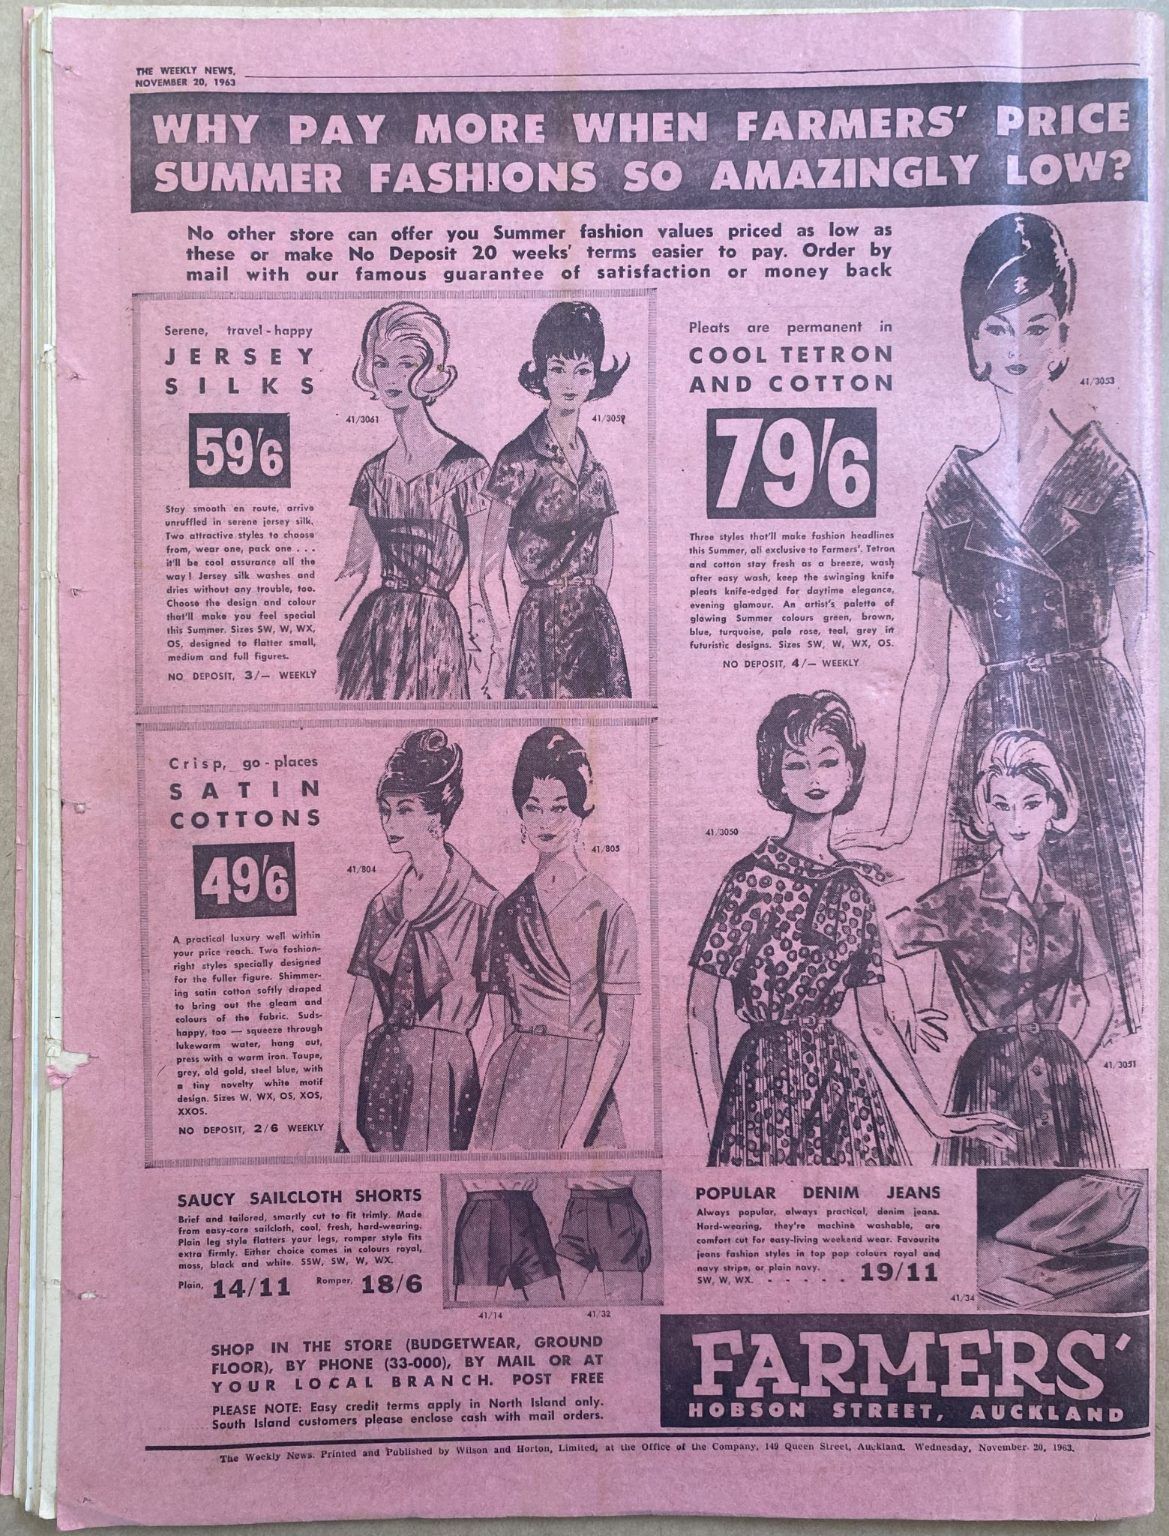 THE WEEKLY NEWS,
NOVEMBER 20, 1963
WHY PAY MORE WHEN FARMERS' PRICE
SUMMER FASHIONS SO AMAZINGLY LOW?
No other store can offer you Summer fashion values priced as low as
these or make No Deposit 20 weeks' terms easier to pay. Order by
mail with our famous guarantee of satisfaction or money back
Serene, travel-happy
JERSEY
SILKS
59'6
Stay smooth en route, arrive
unruffled in serene jersey silk.
Two attractive styles to choose
from, wear one, pack one . . .
it'll be cool assurance all the
way! Jersey silk washes and
dries without any trouble, too.
Choose the design and colour
that'll make you feel special
this Summer. Sizes SW, W, WX,
OS, designed to flatter small,
medium and full figures.
NO DEPOSIT, 3/— WEEKLY
41/3061
41/3059
Pleats are permanent in
COOL TETRON
AND COTTON
79'6
Three styles that'll make fashion headlines
this Summer, all exclusive to Farmers'. Tetron
and cotton stay fresh as a breeze, wash
after easy wash, keep the swinging knife
pleats knife-edged for daytime elegance,
evening glamour. An artist's palette of
glowing Summer colours green, brown,
blue, turquoise, pale rose, teal, grey in
futuristic designs. Sizes SW, W, WX, OS.
NO DEPOSIT, 4/— WEEKLY
41/3053
41/3050
41/3051
Crisp, go-places
SATIN
COTTONS
49'6
A practical luxury well within
your price reach. Two fashion-
right styles specially designed
for the fuller figure. Shimmer-
ing satin cotton softly draped
to bring out the gleam and
colours of the fabric. Suds-
happy, too — squeeze through
lukewarm water, hang out,
press with a warm iron. Taupe,
grey, old gold, steel blue, with
a tiny novelty white motif
design. Sizes W, WX, OS, XOS,
XXOS.
NO DEPOSIT, 2/6 WEEKLY
41/804
41/805
SAUCY SAILCLOTH SHORTS
Brief and tailored, smartly cut to fit trimly. Made
from easy-care sailcloth, cool, fresh, hard-wearing.
Plain leg style flatters your legs, romper style fits
extra firmly. Either choice comes in colours royal,
moss, black and white. SSW, SW, W, WX.
Plain, 14/11 Romper, 18/6
41/14
41/32
POPULAR DENIM JEANS
Always popular, always practical, denim jeans.
Hard-wearing, they're machine washable, are
comfort cut for easy-living weekend wear. Favourite
jeans fashion styles in top pop colours royal and
navy stripe, or plain navy.
SW, W, WX. - - - - - 19/11
41/34
SHOP IN THE STORE (BUDGETWEAR, GROUND
FLOOR), BY PHONE (33-000), BY MAIL OR AT
YOUR LOCAL BRANCH. POST FREE
PLEASE NOTE: Easy credit terms apply in North Island only.
South Island customers please enclose cash with mail orders.
FARMERS'
HOBSON STREET, AUCKLAND
The Weekly News. Printed and Published by Wilson and Horton, Limited, at the Office of the Company, 149 Queen Street, Auckland. Wednesday, November 20, 1963.